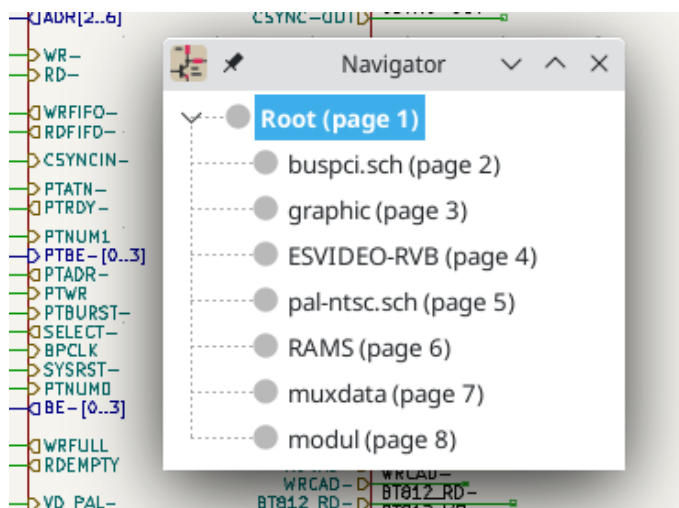 ADR[2..6]
CSYNC-OUT
WR-
RD-
WRFIFO-
RDFIFO-
CSYNCIN-
PTATN-
PTRDY-
PTNUM1
PTBE-[0..3]
PTADR-
PTWR
PTBURST-
SELECT-
BPCLK
SYSRST-
PTNUM0
BE-[0..3]
WRFULL
RDEMPTY
VD_PAL-
Navigator
Root (page 1)
buspci.sch (page 2)
graphic (page 3)
ESVIDEO-RVB (page 4)
pal-ntsc.sch (page 5)
RAMS (page 6)
muxdata (page 7)
modul (page 8)
WRCAD-
WRCAD-
BT812_RD-
BT812_RD-